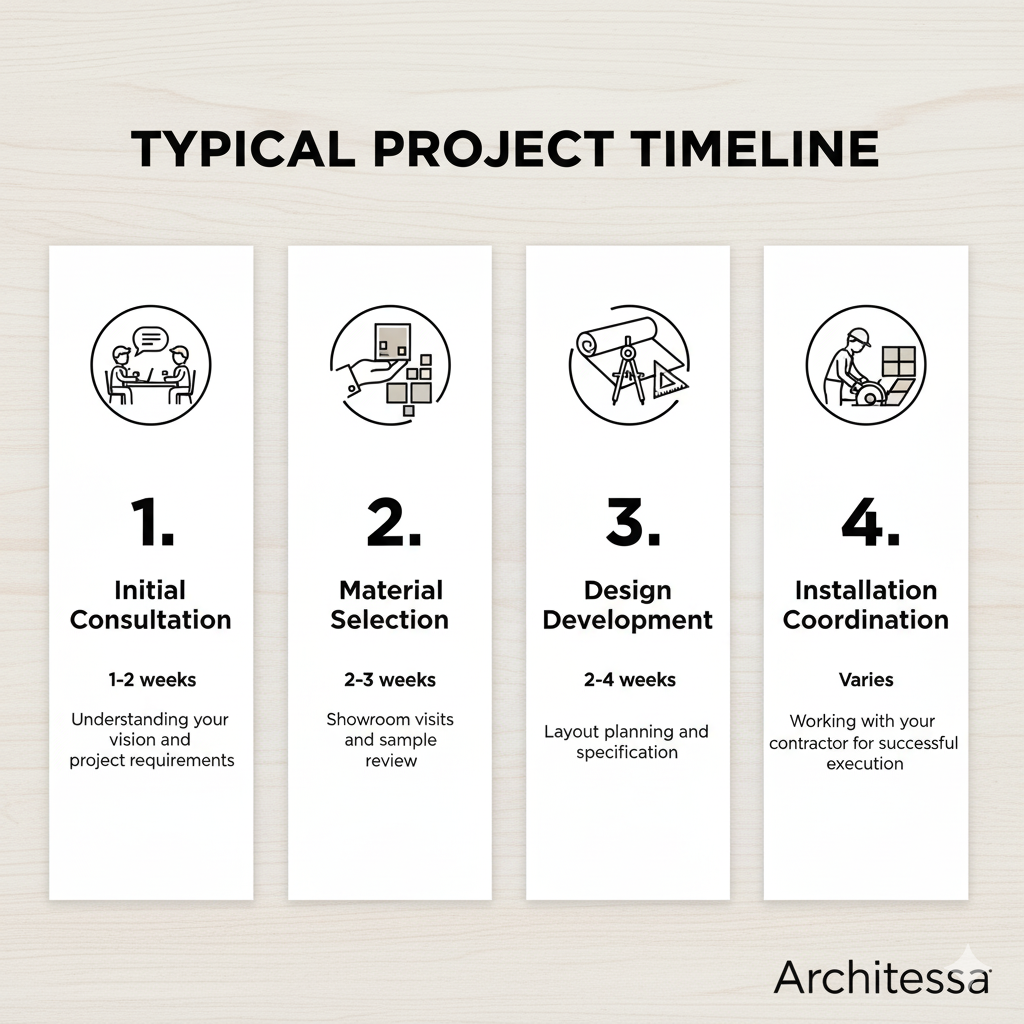 TYPICAL PROJECT TIMELINE
1.
Initial
Consultation
1-2 weeks
Understanding your
vision and
project requirements
2.
Material
Selection
2-3 weeks
Showroom visits
and sample
review
3.
Design
Development
2-4 weeks
Layout planning and
specification
4.
Installation
Coordination
Varies
Working with your
contractor for successful
execution
Architessa